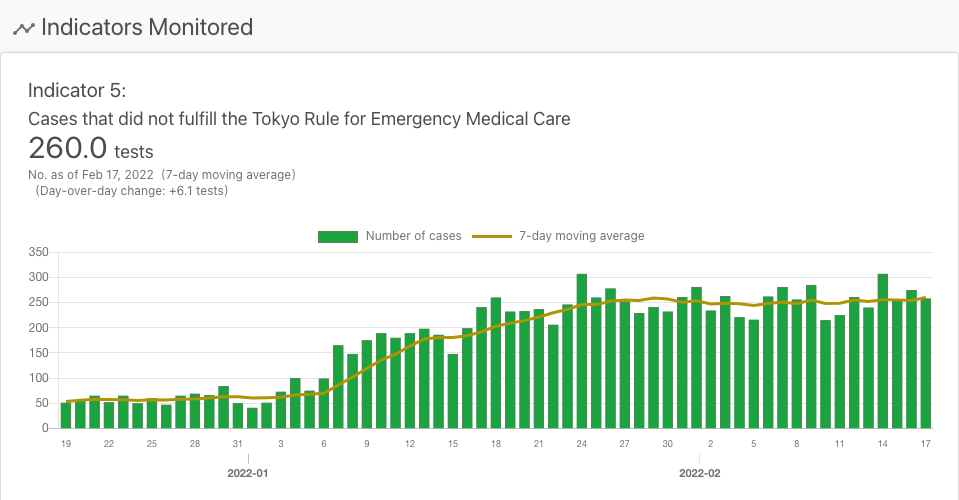 Indicators Monitored
Indicator 5:
Cases that did not fulfill the Tokyo Rule for Emergency Medical Care
260.0 tests
No. as of Feb 17, 2022 (7-day moving average)
(Day-over-day change: +6.1 tests)
Number of cases 7-day moving average
350
300
250
200
150
100
50
0
19 22 25 28 31 3 6 9 12 15 18 21 24 27 30 2 5 8 11 14 17
2022-01 2022-02